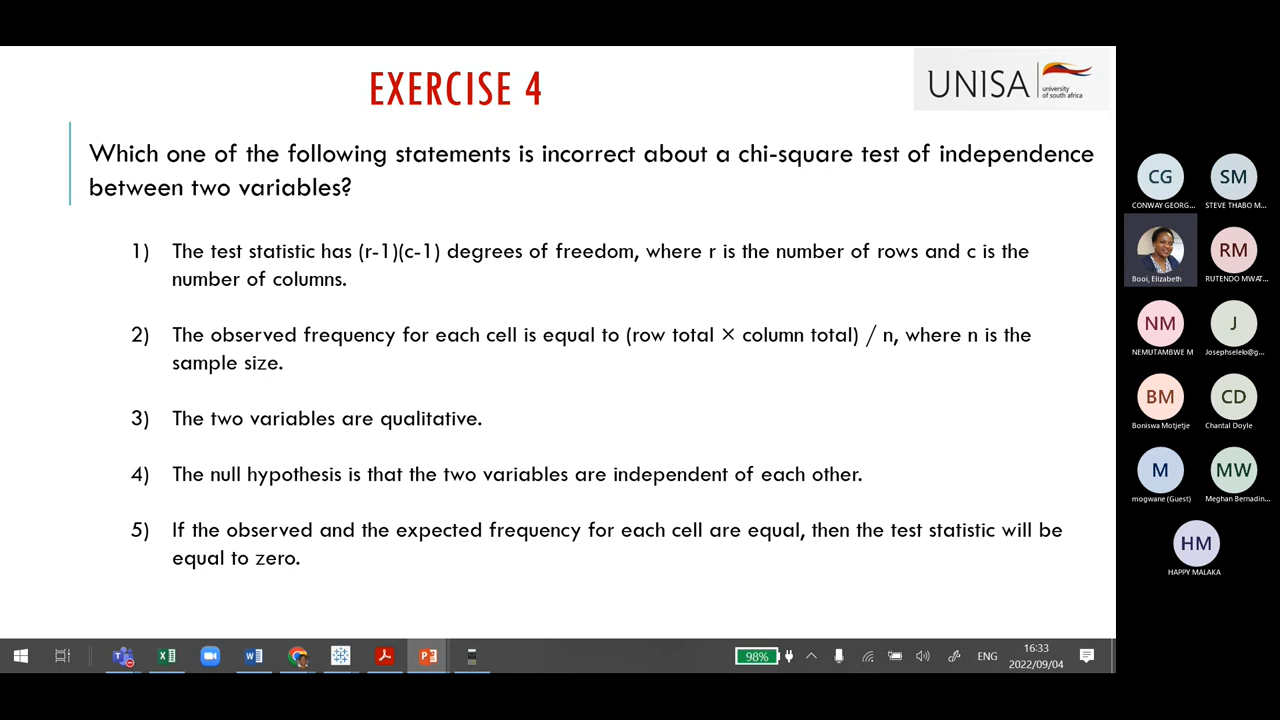 EXERCISE 4
UNISA
university
of south africa
Which one of the following statements is incorrect about a chi-square test of independence
between two variables?
1) The test statistic has (r-1)(c-1) degrees of freedom, where r is the number of rows and c is the
number of columns.
2) The observed frequency for each cell is equal to (row total × column total) / n, where n is the
sample size.
3) The two variables are qualitative.
4) The null hypothesis is that the two variables are independent of each other.
5) If the observed and the expected frequency for each cell are equal, then the test statistic will be
equal to zero.
CG
CONWAY GEORG...
SM
STEVE THABO M...
Booi, Elizabeth
RM
RUTENDO MWAT...
NM
NEMUTAMBWE M
J
Josephselelo@g...
BM
Boniswa Motjetje
CD
Chantal Doyle
M
mogwane (Guest)
MW
Meghan Bernadin...
HM
HAPPY MALAKA
98%
ENG
16:33
2022/09/04